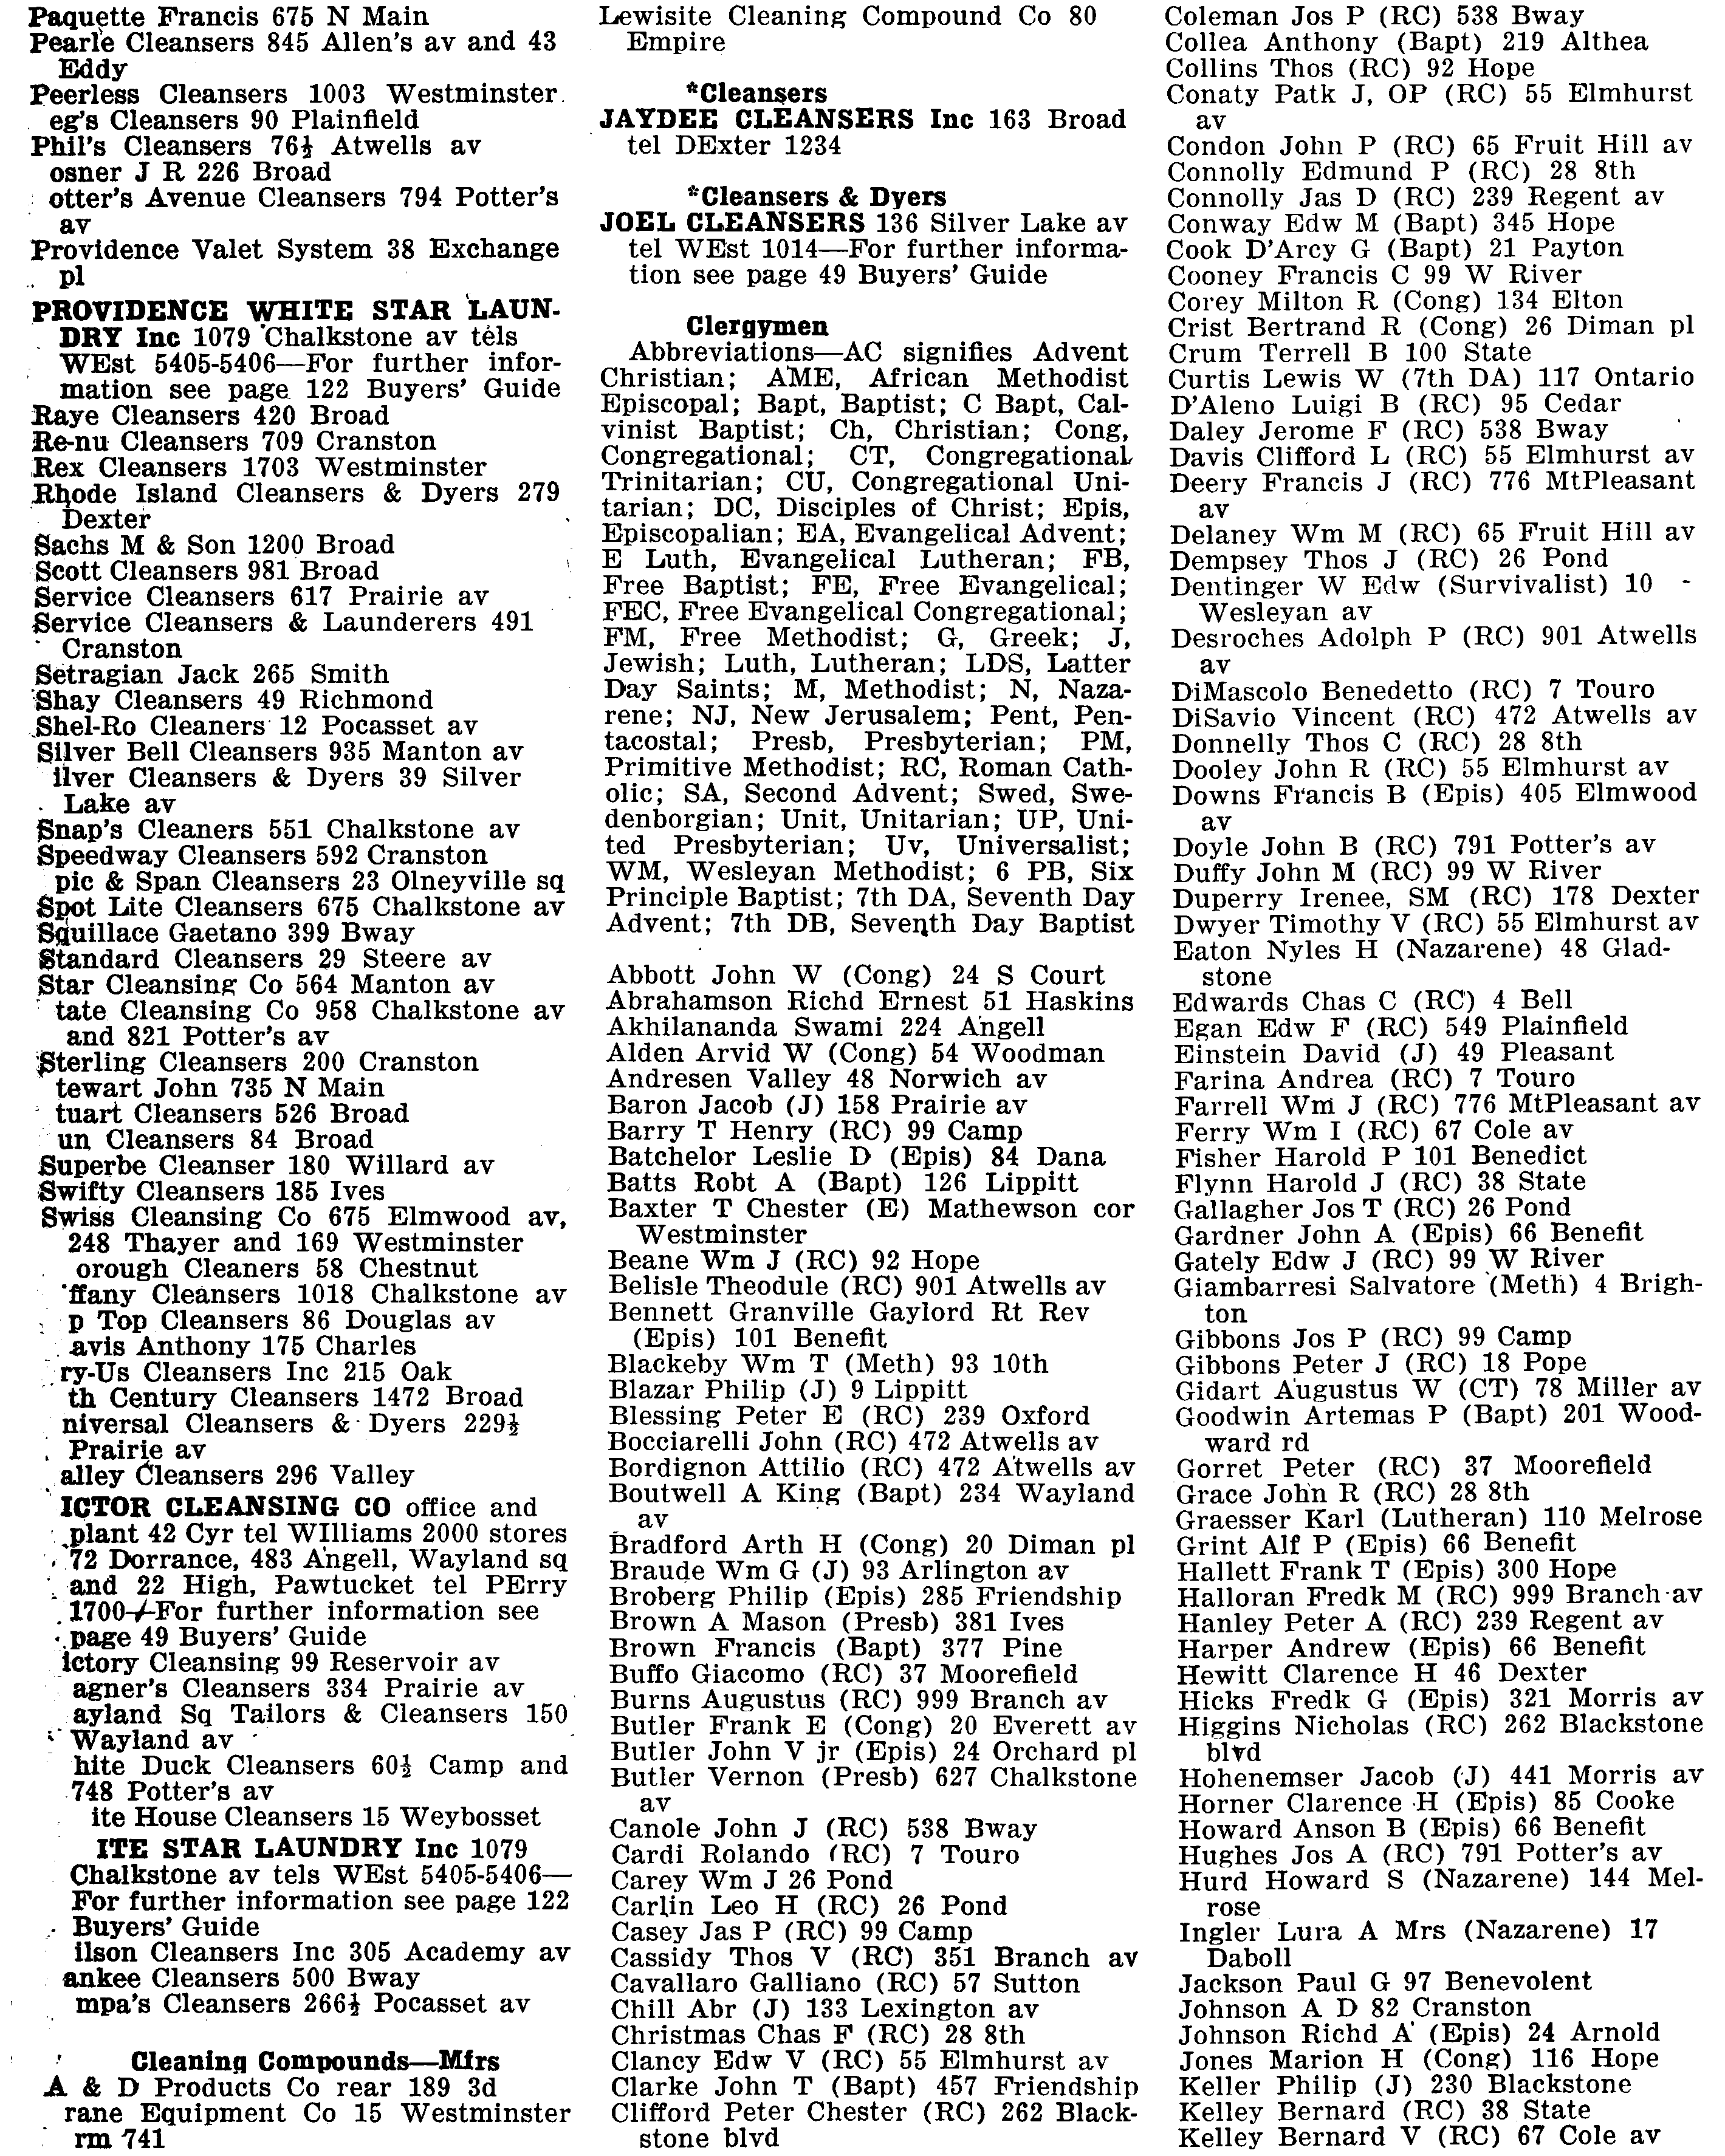 Paquette Francis 675 N Main
Pearle Cleansers 845 Allen's av and 43
Eddy
Peerless Cleansers 1003 Westminster
eg's Cleansers 90 Plainfield
Phil's Cleansers 76½ Atwells av
osner J R 226 Broad
otter's Avenue Cleansers 794 Potter's
av
Providence Valet System 38 Exchange
pl
PROVIDENCE WHITE STAR LAUN-
DRY Inc 1079 Chalkstone av tels
WEst 5405-5406—For further infor-
mation see page 122 Buyers' Guide
Raye Cleansers 420 Broad
Re-nu Cleansers 709 Cranston
Rex Cleansers 1703 Westminster
Rhode Island Cleansers & Dyers 279
Dexter
Sachs M & Son 1200 Broad
Scott Cleansers 981 Broad
Service Cleansers 617 Prairie av
Service Cleansers & Launderers 491
Cranston
Setragian Jack 265 Smith
Shay Cleansers 49 Richmond
Shel-Ro Cleaners 12 Pocasset av
Silver Bell Cleansers 935 Manton av
ilver Cleansers & Dyers 39 Silver
Lake av
Snap's Cleaners 551 Chalkstone av
Speedway Cleansers 592 Cranston
pic & Span Cleansers 23 Olneyville sq
Spot Lite Cleansers 675 Chalkstone av
Squillace Gaetano 399 Bway
Standard Cleansers 29 Steere av
Star Cleansing Co 564 Manton av
tate Cleansing Co 958 Chalkstone av
and 821 Potter's av
Sterling Cleansers 200 Cranston
tewart John 735 N Main
tuart Cleansers 526 Broad
un Cleansers 84 Broad
Superbe Cleanser 180 Willard av
Swifty Cleansers 185 Ives
Swiss Cleansing Co 675 Elmwood av,
248 Thayer and 169 Westminster
orough Cleaners 58 Chestnut
ffany Cleansers 1018 Chalkstone av
p Top Cleansers 86 Douglas av
avis Anthony 175 Charles
ry-Us Cleansers Inc 215 Oak
th Century Cleansers 1472 Broad
niversal Cleansers & Dyers 229½
Prairie av
alley Cleansers 296 Valley
ICTOR CLEANSING CO office and
plant 42 Cyr tel WIlliams 2000 stores
72 Dorrance, 483 Angell, Wayland sq
and 22 High, Pawtucket tel PErry
1700—For further information see
page 49 Buyers' Guide
ictory Cleansing 99 Reservoir av
agner's Cleansers 334 Prairie av
ayland Sq Tailors & Cleansers 150
Wayland av
hite Duck Cleansers 60½ Camp and
748 Potter's av
ite House Cleansers 15 Weybosset
ITE STAR LAUNDRY Inc 1079
Chalkstone av tels WEst 5405-5406—
For further information see page 122
Buyers' Guide
ilson Cleansers Inc 305 Academy av
ankee Cleansers 500 Bway
mpa's Cleansers 266½ Pocasset av
Cleaning Compounds—Mfrs
A & D Products Co rear 189 3d
rane Equipment Co 15 Westminster
rm 741
Lewisite Cleaning Compound Co 80
Empire
*Cleansers
JAYDEE CLEANSERS Inc 163 Broad
tel DExter 1234
*Cleansers & Dyers
JOEL CLEANSERS 136 Silver Lake av
tel WEst 1014—For further informa-
tion see page 49 Buyers' Guide
Clergymen
Abbreviations—AC signifies Advent
Christian; AME, African Methodist
Episcopal; Bapt, Baptist; C Bapt, Cal-
vinist Baptist; Ch, Christian; Cong,
Congregational; CT, Congregational
Trinitarian; CU, Congregational Uni-
tarian; DC, Disciples of Christ; Epis,
Episcopalian; EA, Evangelical Advent;
E Luth, Evangelical Lutheran; FB,
Free Baptist; FE, Free Evangelical;
FEC, Free Evangelical Congregational;
FM, Free Methodist; G, Greek; J,
Jewish; Luth, Lutheran; LDS, Latter
Day Saints; M, Methodist; N, Naza-
rene; NJ, New Jerusalem; Pent, Pen-
tacostal; Presb, Presbyterian; PM,
Primitive Methodist; RC, Roman Cath-
olic; SA, Second Advent; Swed, Swe-
denborgian; Unit, Unitarian; UP, Uni-
ted Presbyterian; Uv, Universalist;
WM, Wesleyan Methodist; 6 PB, Six
Principle Baptist; 7th DA, Seventh Day
Advent; 7th DB, Seventh Day Baptist
Abbott John W (Cong) 24 S Court
Abrahamson Richd Ernest 51 Haskins
Akhilananda Swami 224 Angell
Alden Arvid W (Cong) 54 Woodman
Andresen Valley 48 Norwich av
Baron Jacob (J) 158 Prairie av
Barry T Henry (RC) 99 Camp
Batchelor Leslie D (Epis) 84 Dana
Batts Robt A (Bapt) 126 Lippitt
Baxter T Chester (E) Mathewson cor
Westminster
Beane Wm J (RC) 92 Hope
Belisle Theodule (RC) 901 Atwells av
Bennett Granville Gaylord Rt Rev
(Epis) 101 Benefit
Blackeby Wm T (Meth) 93 10th
Blazar Philip (J) 9 Lippitt
Blessing Peter E (RC) 239 Oxford
Bocciarelli John (RC) 472 Atwells av
Bordignon Attilio (RC) 472 Atwells av
Boutwell A King (Bapt) 234 Wayland
av
Bradford Arth H (Cong) 20 Diman pl
Braude Wm G (J) 93 Arlington av
Broberg Philip (Epis) 285 Friendship
Brown A Mason (Presb) 381 Ives
Brown Francis (Bapt) 377 Pine
Buffo Giacomo (RC) 37 Moorefield
Burns Augustus (RC) 999 Branch av
Butler Frank E (Cong) 20 Everett av
Butler John V jr (Epis) 24 Orchard pl
Butler Vernon (Presb) 627 Chalkstone
av
Canole John J (RC) 538 Bway
Cardi Rolando (RC) 7 Touro
Carey Wm J 26 Pond
Carlin Leo H (RC) 26 Pond
Casey Jas P (RC) 99 Camp
Cassidy Thos V (RC) 351 Branch av
Cavallaro Galliano (RC) 57 Sutton
Chill Abr (J) 133 Lexington av
Christmas Chas F (RC) 28 8th
Clancy Edw V (RC) 55 Elmhurst av
Clarke John T (Bapt) 457 Friendship
Clifford Peter Chester (RC) 262 Black-
stone blvd
Coleman Jos P (RC) 538 Bway
Collea Anthony (Bapt) 219 Althea
Collins Thos (RC) 92 Hope
Conaty Patk J, OP (RC) 55 Elmhurst
av
Condon John P (RC) 65 Fruit Hill av
Connolly Edmund P (RC) 28 8th
Connolly Jas D (RC) 239 Regent av
Conway Edw M (Bapt) 345 Hope
Cook D'Arcy G (Bapt) 21 Payton
Cooney Francis C 99 W River
Corey Milton R (Cong) 134 Elton
Crist Bertrand R (Cong) 26 Diman pl
Crum Terrell B 100 State
Curtis Lewis W (7th DA) 117 Ontario
D'Aleno Luigi B (RC) 95 Cedar
Daley Jerome F (RC) 538 Bway
Davis Clifford L (RC) 55 Elmhurst av
Deery Francis J (RC) 776 MtPleasant
av
Delaney Wm M (RC) 65 Fruit Hill av
Dempsey Thos J (RC) 26 Pond
Dentinger W Edw (Survivalist) 10
Wesleyan av
Desroches Adolph P (RC) 901 Atwells
av
DiMascolo Benedetto (RC) 7 Touro
DiSavio Vincent (RC) 472 Atwells av
Donnelly Thos C (RC) 28 8th
Dooley John R (RC) 55 Elmhurst av
Downs Francis B (Epis) 405 Elmwood
av
Doyle John B (RC) 791 Potter's av
Duffy John M (RC) 99 W River
Duperry Irenee, SM (RC) 178 Dexter
Dwyer Timothy V (RC) 55 Elmhurst av
Eaton Nyles H (Nazarene) 48 Glad-
stone
Edwards Chas C (RC) 4 Bell
Egan Edw F (RC) 549 Plainfield
Einstein David (J) 49 Pleasant
Farina Andrea (RC) 7 Touro
Farrell Wm J (RC) 776 MtPleasant av
Ferry Wm I (RC) 67 Cole av
Fisher Harold P 101 Benedict
Flynn Harold J (RC) 38 State
Gallagher Jos T (RC) 26 Pond
Gardner John A (Epis) 66 Benefit
Gately Edw J (RC) 99 W River
Giambarresi Salvatore (Meth) 4 Brigh-
ton
Gibbons Jos P (RC) 99 Camp
Gibbons Peter J (RC) 18 Pope
Gidart Augustus W (CT) 78 Miller av
Goodwin Artemas P (Bapt) 201 Wood-
ward rd
Gorret Peter (RC) 37 Moorefield
Grace John R (RC) 28 8th
Graesser Karl (Lutheran) 110 Melrose
Grint Alf P (Epis) 66 Benefit
Hallett Frank T (Epis) 300 Hope
Halloran Fredk M (RC) 999 Branch av
Hanley Peter A (RC) 239 Regent av
Harper Andrew (Epis) 66 Benefit
Hewitt Clarence H 46 Dexter
Hicks Fredk G (Epis) 321 Morris av
Higgins Nicholas (RC) 262 Blackstone
blvd
Hohenemser Jacob (J) 441 Morris av
Horner Clarence H (Epis) 85 Cooke
Howard Anson B (Epis) 66 Benefit
Hughes Jos A (RC) 791 Potter's av
Hurd Howard S (Nazarene) 144 Mel-
rose
Ingler Lura A Mrs (Nazarene) 17
Daboll
Jackson Paul G 97 Benevolent
Johnson A D 82 Cranston
Johnson Richd A (Epis) 24 Arnold
Jones Marion H (Cong) 116 Hope
Keller Philip (J) 230 Blackstone
Kelley Bernard (RC) 38 State
Kelley Bernard V (RC) 67 Cole av